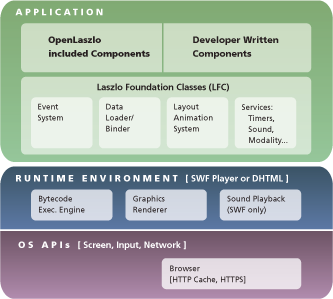 APPLICATION
OpenLaszlo
included Components
Developer Written
Components
Laszlo Foundation Classes (LFC)
Event
System
Data
Loader/
Binder
Layout
Animation
System
Services:
Timers,
Sound,
Modality...
RUNTIME ENVIRONMENT [ SWF Player or DHTML ]
Bytecode
Exec. Engine
Graphics
Renderer
Sound Playback
(SWF only)
OS APIs [ Screen, Input, Network ]
Browser
[HTTP Cache, HTTPS]